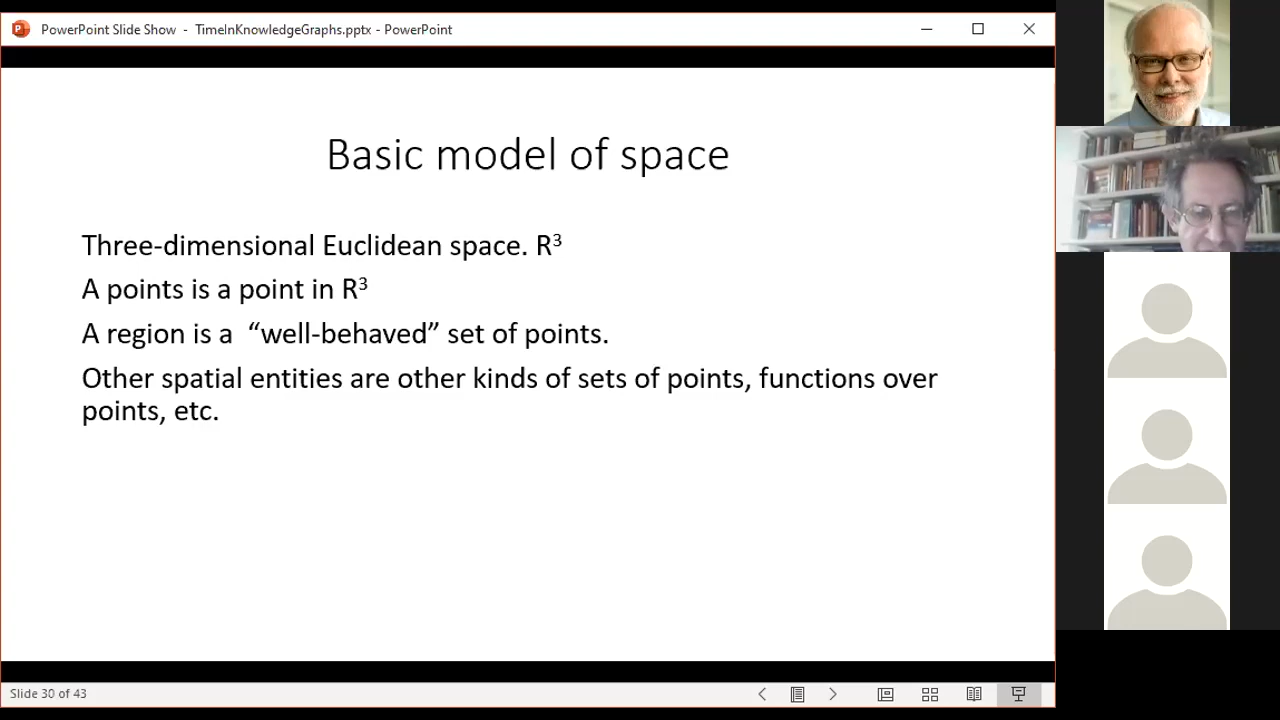 PowerPoint Slide Show - TimeInKnowledgeGraphs.pptx - PowerPoint
Basic model of space
Three-dimensional Euclidean space. R³
A points is a point in R³
A region is a “well-behaved” set of points.
Other spatial entities are other kinds of sets of points, functions over
points, etc.
Slide 30 of 43